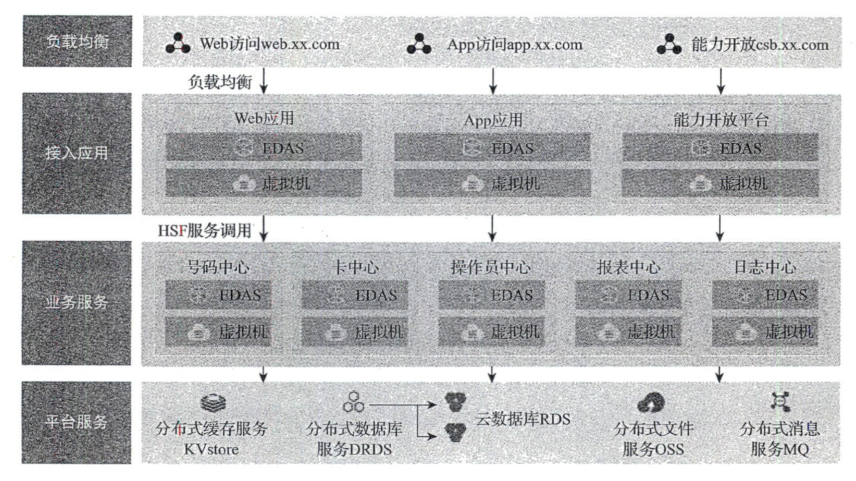 负载均衡
Web访问web.xx.com
App访问app.xx.com
能力开放csb.xx.com
负载均衡
接入应用
Web应用
App应用
能力开放平台
EDAS
EDAS
EDAS
虚拟机
虚拟机
虚拟机
HSF服务调用
业务服务
号码中心
卡中心
操作员中心
报表中心
日志中心
EDAS
EDAS
EDAS
EDAS
EDAS
虚拟机
虚拟机
虚拟机
虚拟机
虚拟机
平台服务
分布式缓存服务
KVstore
分布式数据库
服务DRDS
云数据库RDS
分布式文件
服务OSS
分布式消息
服务MQ